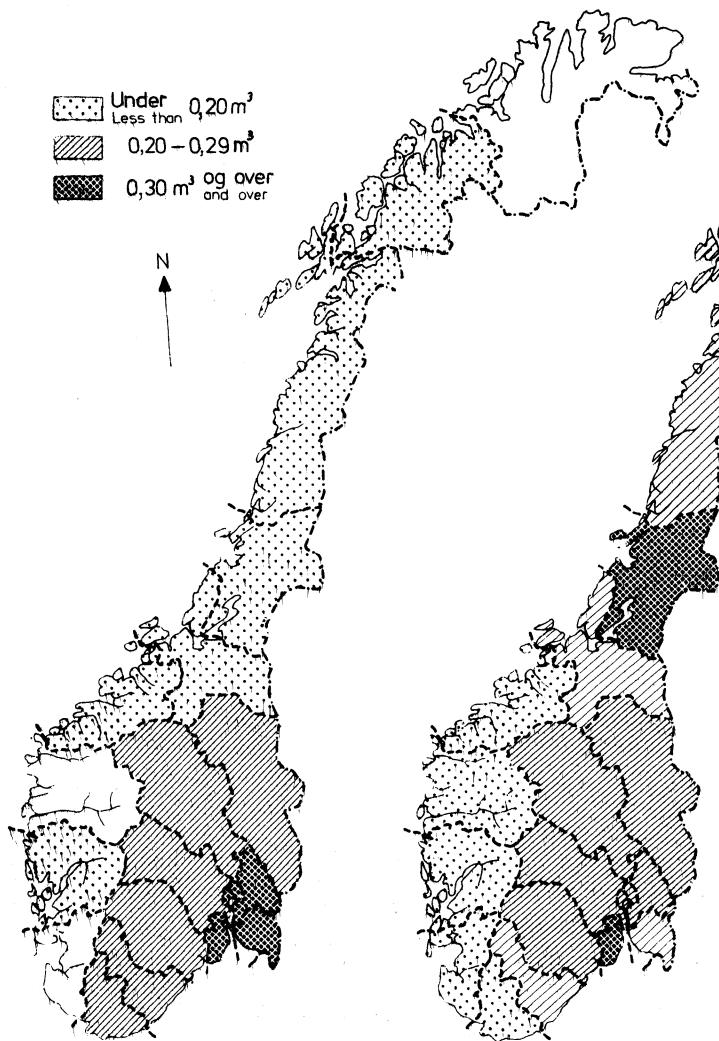 Under 0,20 m³
Less than
0,20 – 0,29 m³
0,30 m³ og over
and over
N